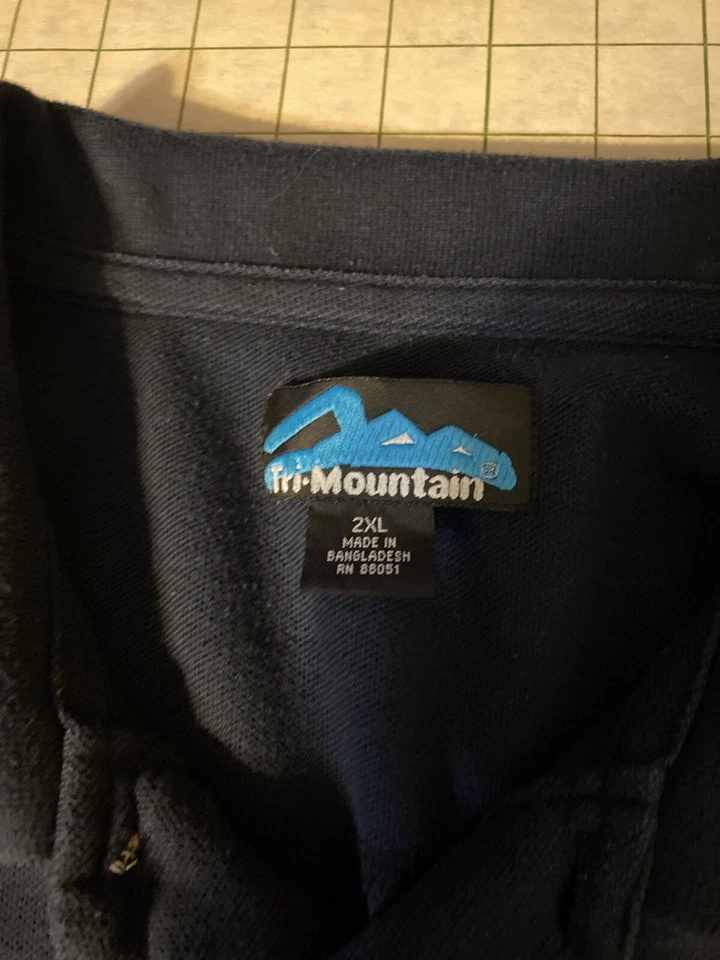 Tri-Mountain®
2XL
MADE IN
BANGLADESH
RN 88051